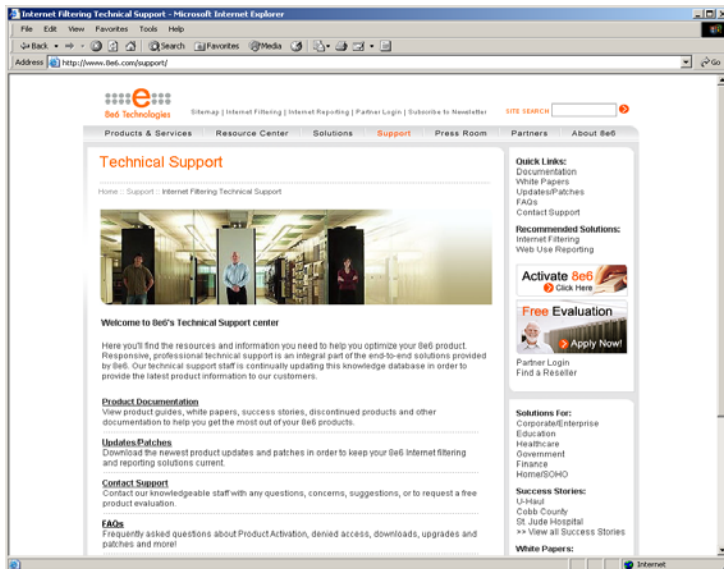 Internet Filtering Technical Support - Microsoft Internet Explorer
File Edit View Favorites Tools Help
Back Search Favorites Media
Address http://www.8e6.com/support/ Go
8e6 Technologies
Sitemap | Internet Filtering | Internet Reporting | Partner Login | Subscribe to Newsletter
SITE SEARCH
Products & Services Resource Center Solutions Support Press Room Partners About 8e6
Technical Support
Home :: Support :: Internet Filtering Technical Support
Welcome to 8e6's Technical Support center
Here you'll find the resources and information you need to help you optimize your 8e6 product.
Responsive, professional technical support is an integral part of the end-to-end solutions provided
by 8e6. Our technical support staff is continually updating this knowledge database in order to
provide the latest product information to our customers.
Product Documentation
View product guides, white papers, success stories, discontinued products and other
documentation to help you get the most out of your 8e6 products.
Updates/Patches
Download the newest product updates and patches in order to keep your 8e6 Internet filtering
and reporting solutions current.
Contact Support
Contact our knowledgeable staff with any questions, concerns, suggestions, or to request a free
product evaluation.
FAQs
Frequently asked questions about Product Activation, denied access, downloads, upgrades and
patches and more!
Quick Links:
Documentation
White Papers
Updates/Patches
FAQs
Contact Support
Recommended Solutions:
Internet Filtering
Web Use Reporting
Activate 8e6
Click Here
Free Evaluation
Apply Now!
Partner Login
Find a Reseller
Solutions For:
Corporate/Enterprise
Education
Healthcare
Government
Finance
Home/SOHO
Success Stories:
U-Haul
Cobb County
St. Jude Hospital
>> View all Success Stories
White Papers:
Internet